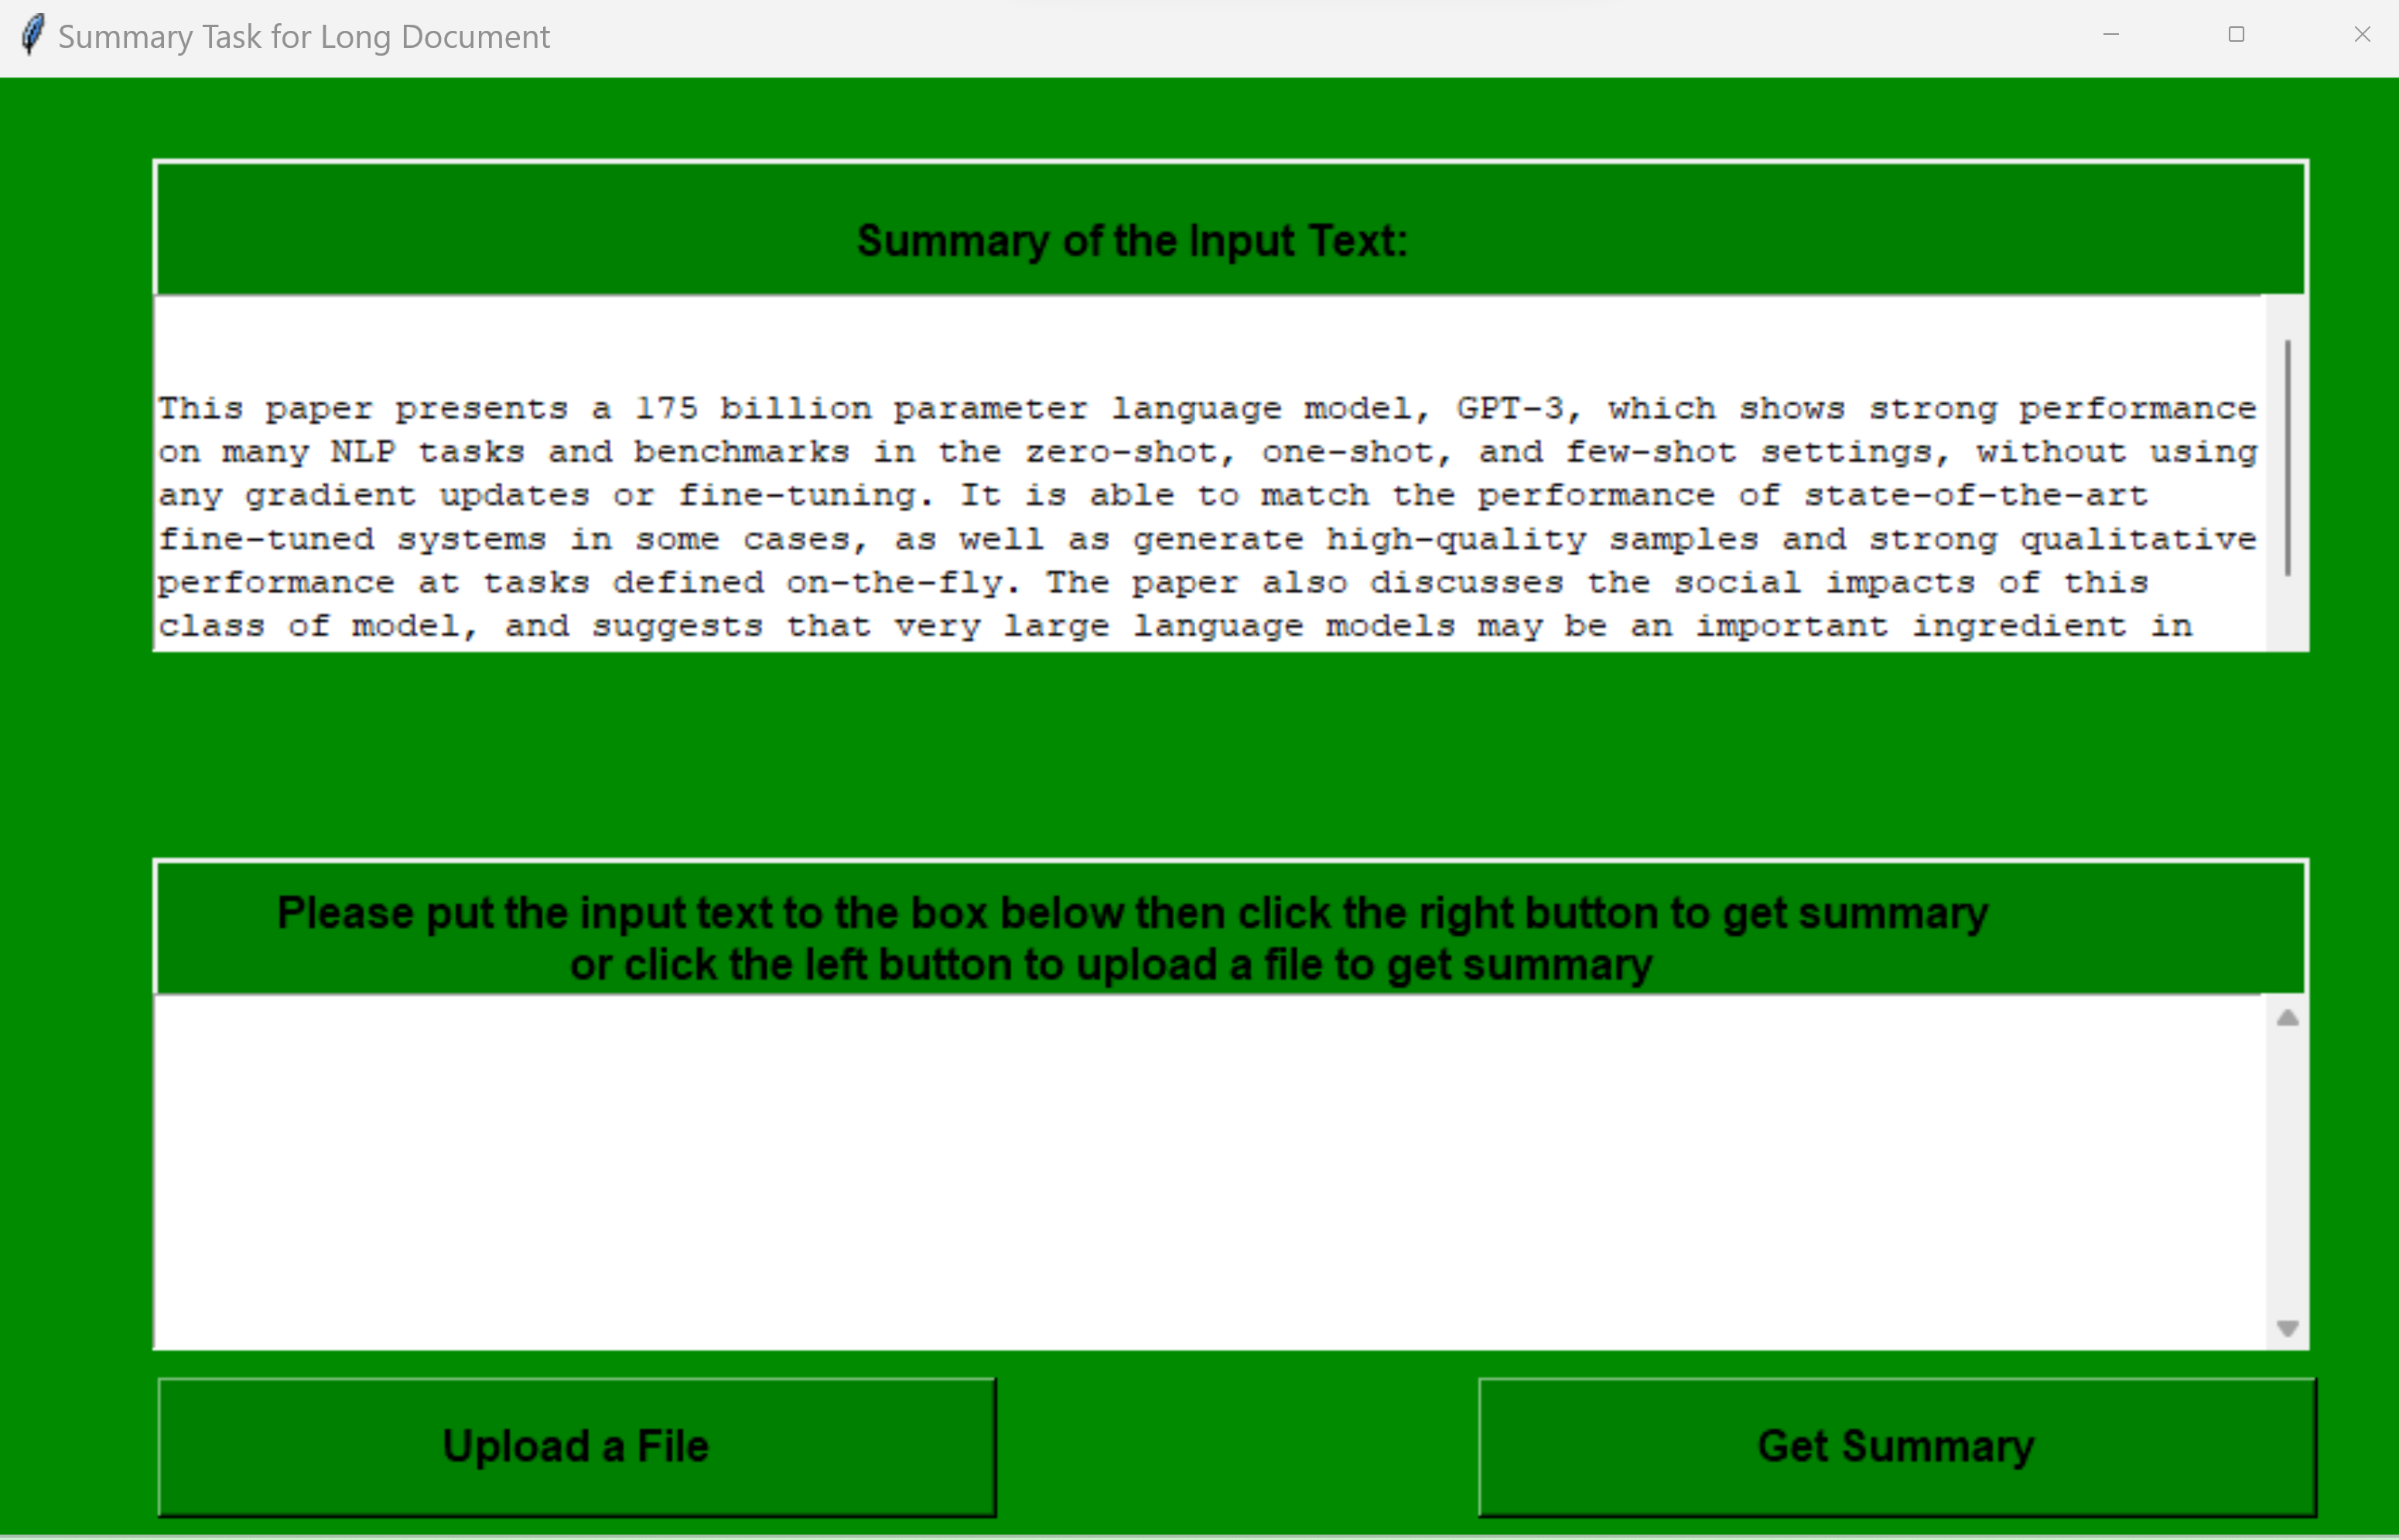 Summary Task for Long Document
Summary of the Input Text:
This paper presents a 175 billion parameter language model, GPT-3, which shows strong performance
on many NLP tasks and benchmarks in the zero-shot, one-shot, and few-shot settings, without using
any gradient updates or fine-tuning. It is able to match the performance of state-of-the-art
fine-tuned systems in some cases, as well as generate high-quality samples and strong qualitative
performance at tasks defined on-the-fly. The paper also discusses the social impacts of this
class of model, and suggests that very large language models may be an important ingredient in
Please put the input text to the box below then click the right button to get summary
or click the left button to upload a file to get summary
Upload a File
Get Summary